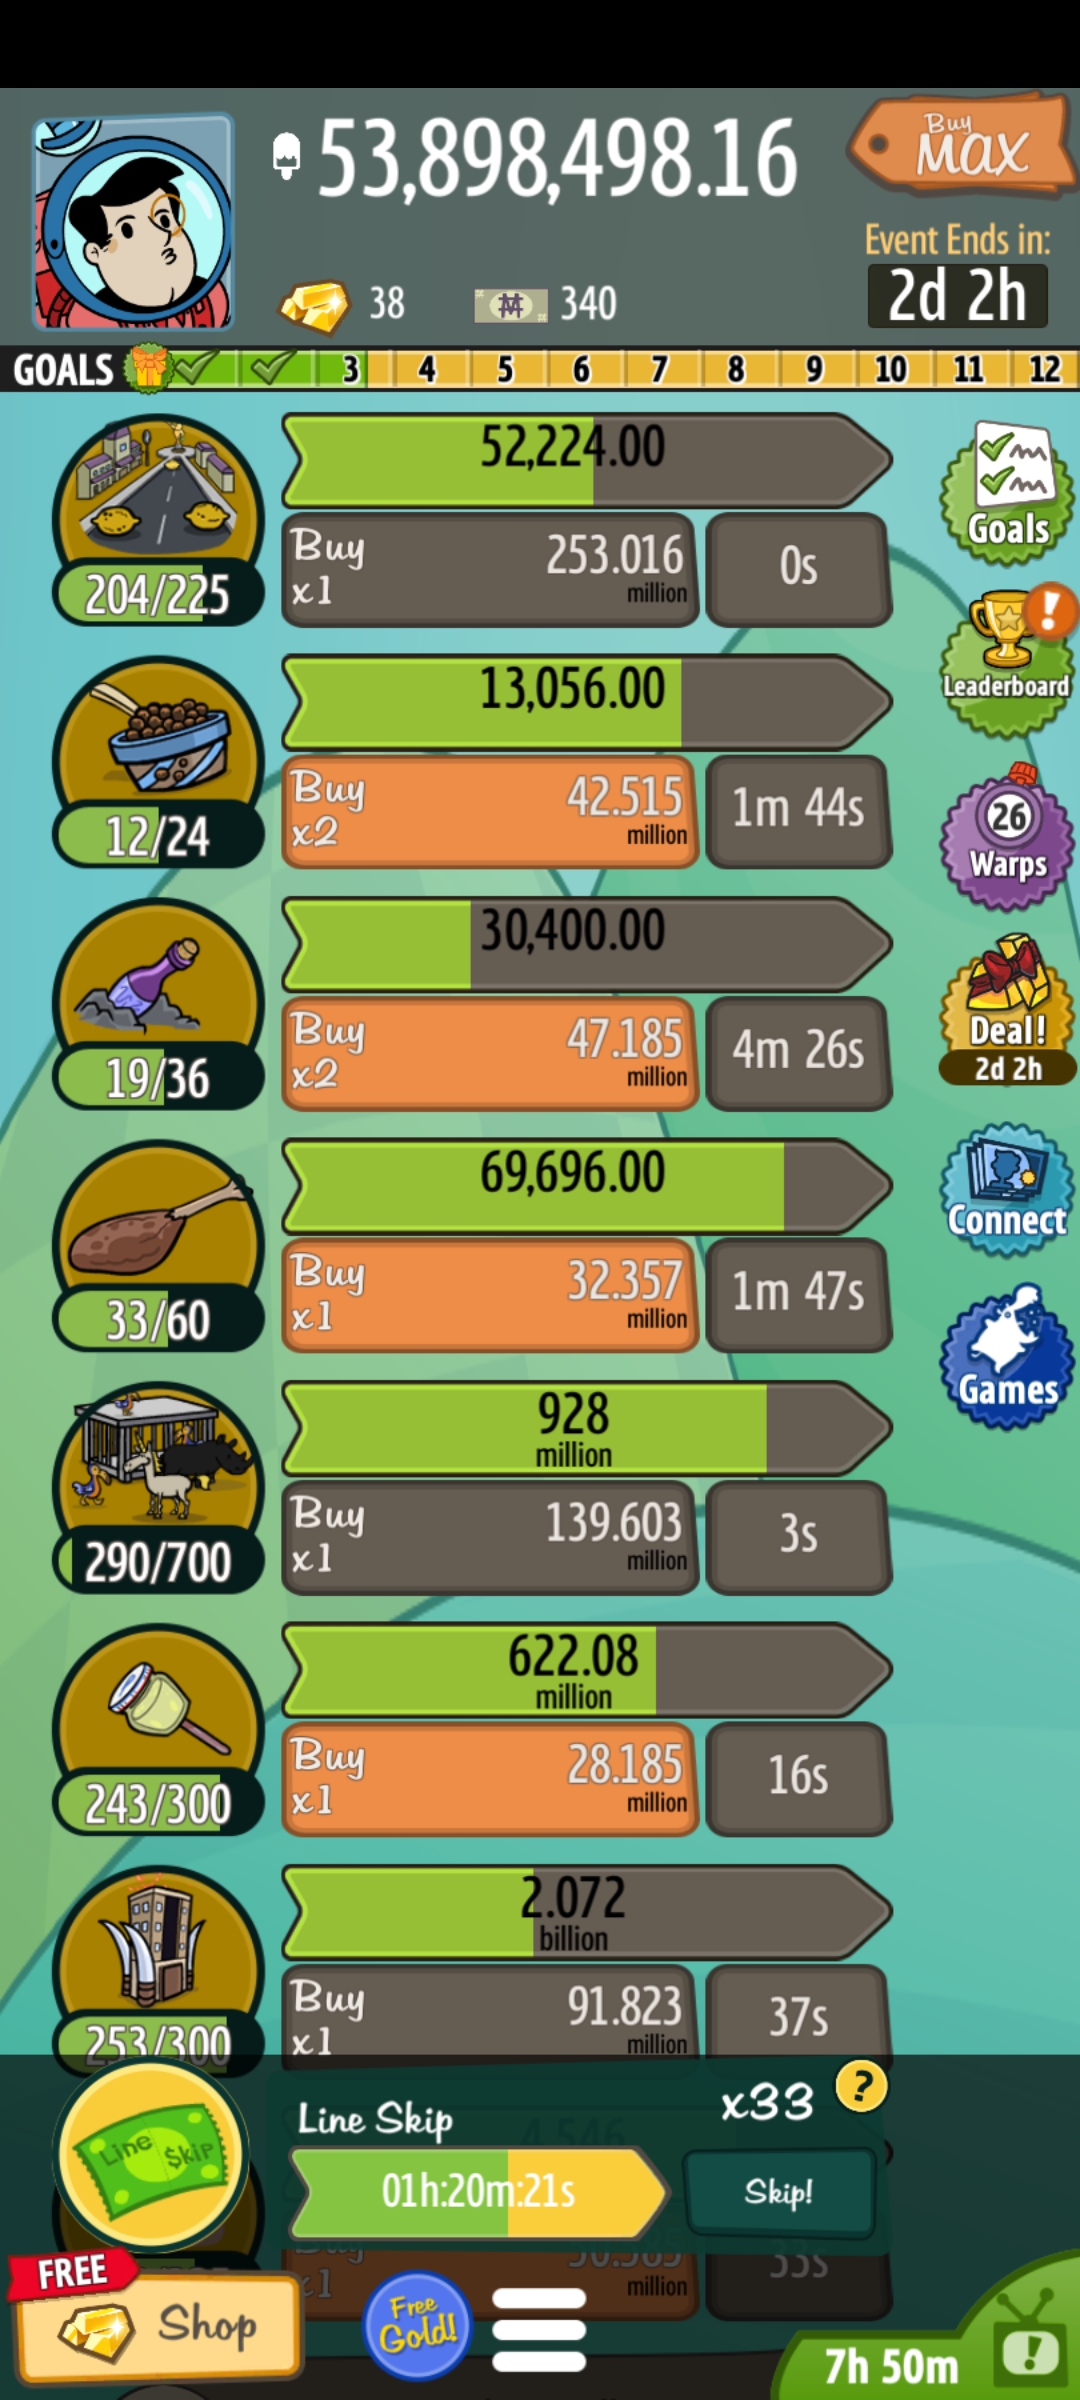 53,898,498.16
Buy
MAX
Event Ends in:
38
340
2d 2h
GOALS 3 4 5 6 7 8 9 10 11 12
52,224.00
Buy
x1
253.016
million
0s
204/225
Goals
13,056.00
Buy
x2
42.515
million
1m 44s
12/24
Leaderboard
30,400.00
Buy
x2
47.185
million
4m 26s
19/36
26
Warps
69,696.00
Buy
x1
32.357
million
1m 47s
33/60
Deal!
2d 2h
928
million
Buy
x1
139.603
million
3s
290/700
Connect
622.08
million
Buy
x1
28.185
million
16s
243/300
Games
2.072
billion
Buy
x1
91.823
million
37s
253/300
Line Skip
x33
?
Line $kip
4.546
01h:20m:21s
Skip!
Buy
x1
million
33s
FREE
Shop
Free
Gold!
7h 50m